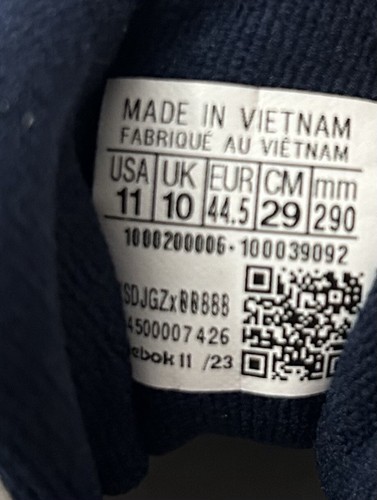 MADE IN VIETNAM
FABRIQUÉ AU VIÊTNAM
USA UK EUR CM mm
11 10 44.5 29 290
1000200006-100039092
4500007426
ebok 11 /23